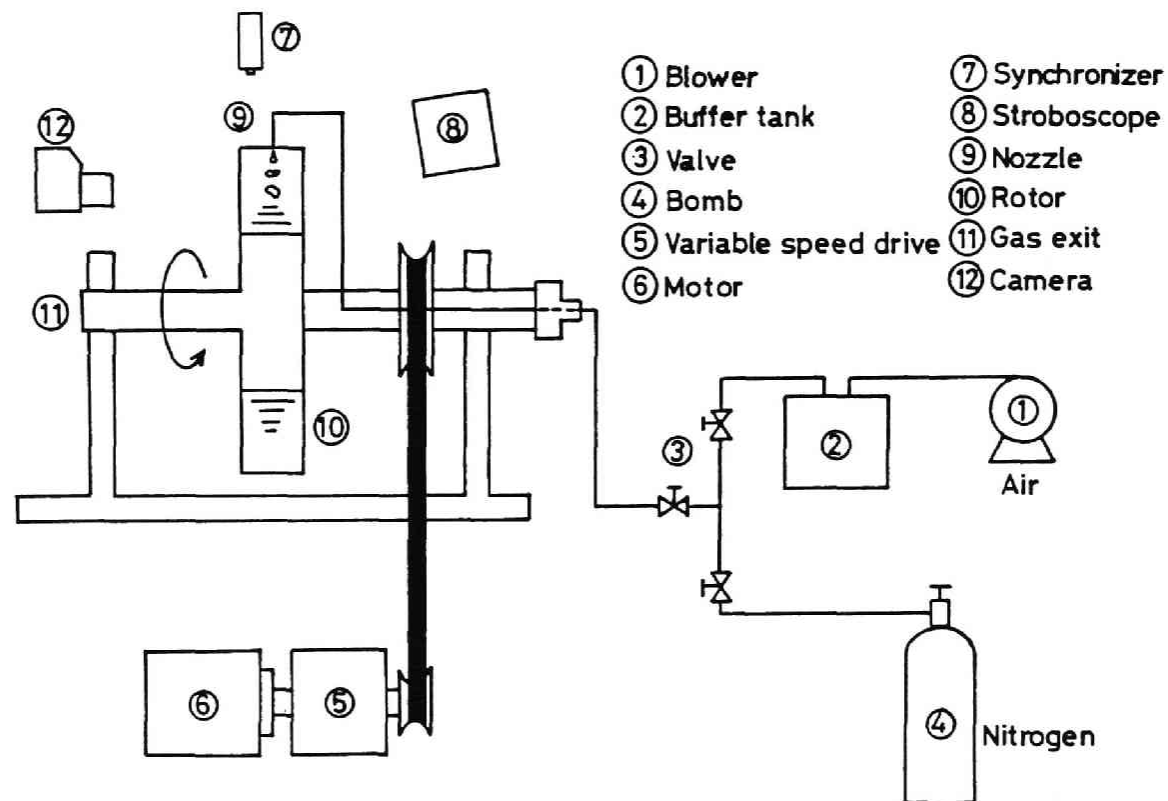 ⑦
⑨
⑧
⑫
⑪
⑩
③
②
①
Air
⑥
⑤
④
Nitrogen
① Blower
② Buffer tank
③ Valve
④ Bomb
⑤ Variable speed drive
⑥ Motor
⑦ Synchronizer
⑧ Stroboscope
⑨ Nozzle
⑩ Rotor
⑪ Gas exit
⑫ Camera